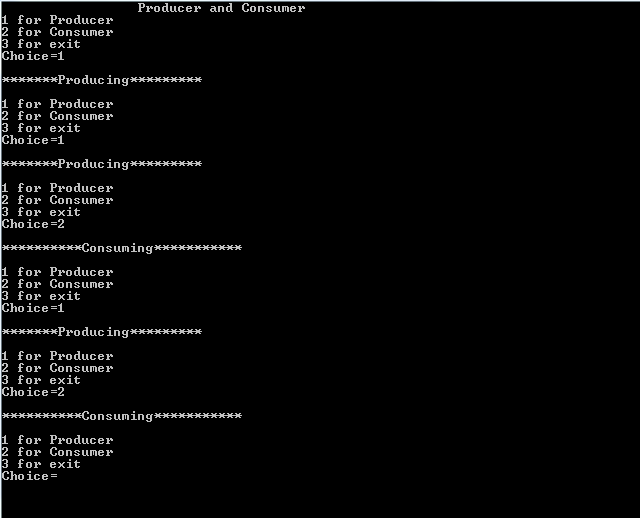 Producer and Consumer
1 for Producer
2 for Consumer
3 for exit
Choice=1
*******Producing*********
1 for Producer
2 for Consumer
3 for exit
Choice=1
*******Producing*********
1 for Producer
2 for Consumer
3 for exit
Choice=2
**********Consuming***********
1 for Producer
2 for Consumer
3 for exit
Choice=1
*******Producing*********
1 for Producer
2 for Consumer
3 for exit
Choice=2
**********Consuming***********
1 for Producer
2 for Consumer
3 for exit
Choice=